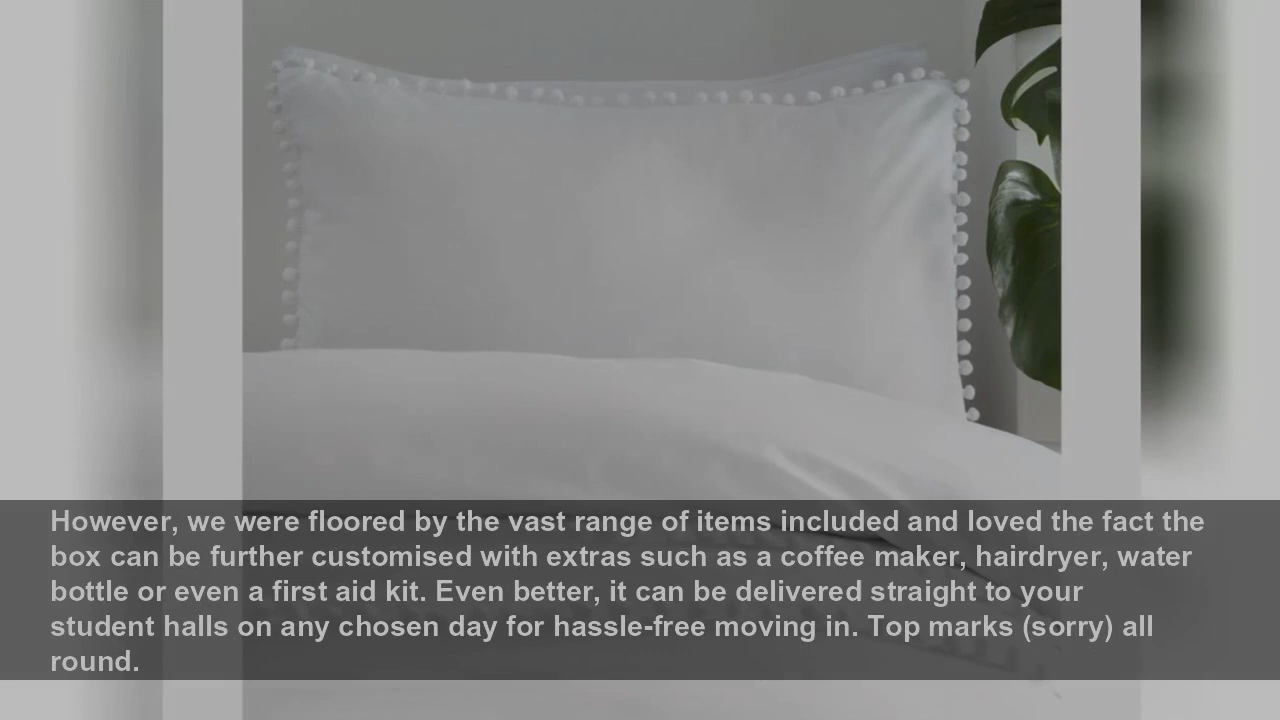 However, we were floored by the vast range of items included and loved the fact the
box can be further customised with extras such as a coffee maker, hairdryer, water
bottle or even a first aid kit. Even better, it can be delivered straight to your
student halls on any chosen day for hassle-free moving in. Top marks (sorry) all
round.